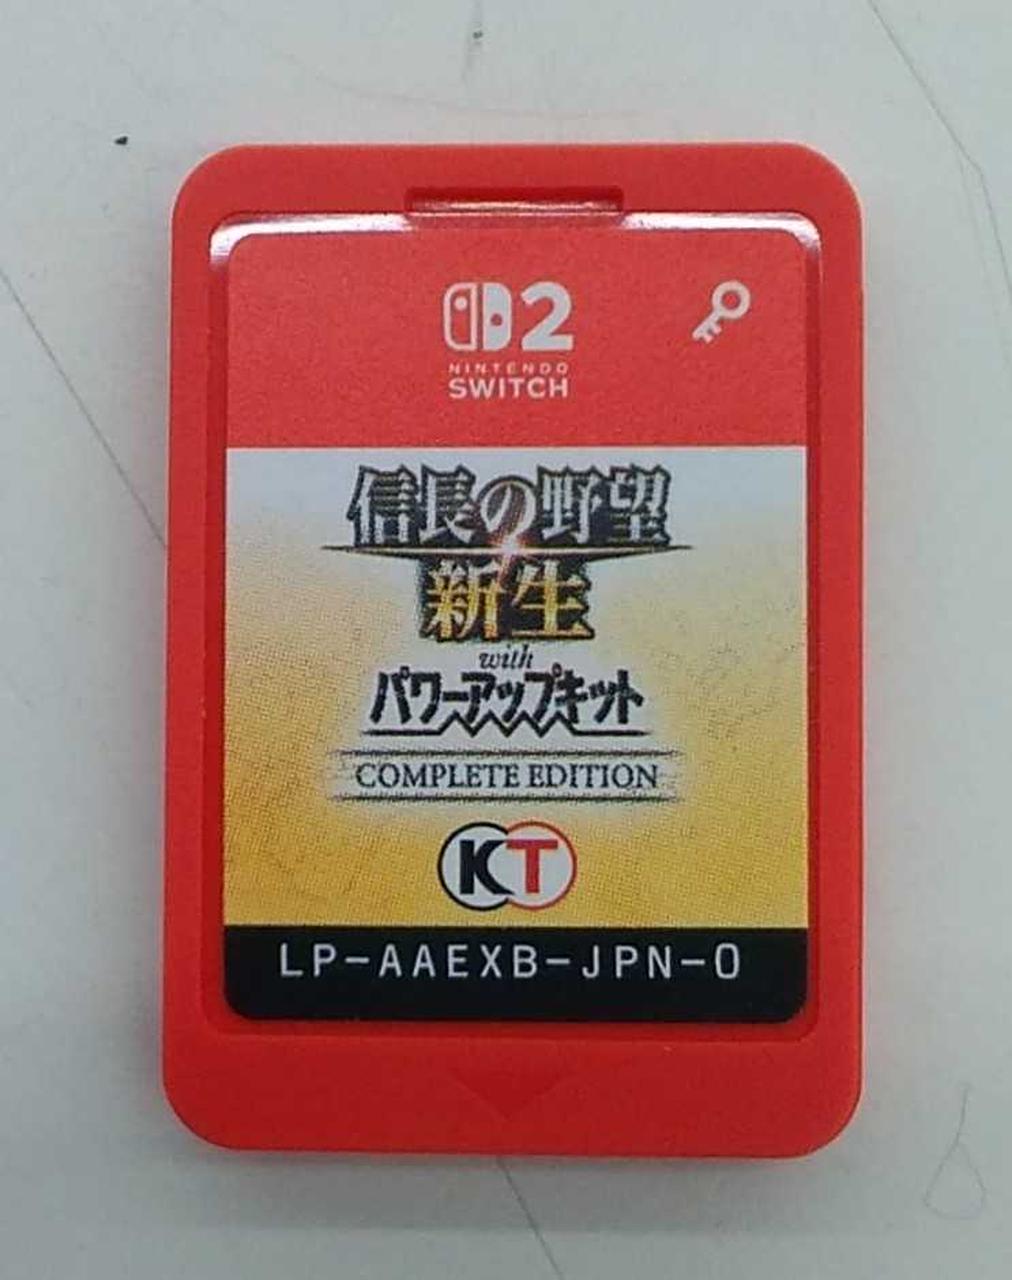 2
NINTENDO
SWITCH
信長の野望
新生
with
パワーアップキット
COMPLETE EDITION
KT
LP-AAEXB-JPN-0